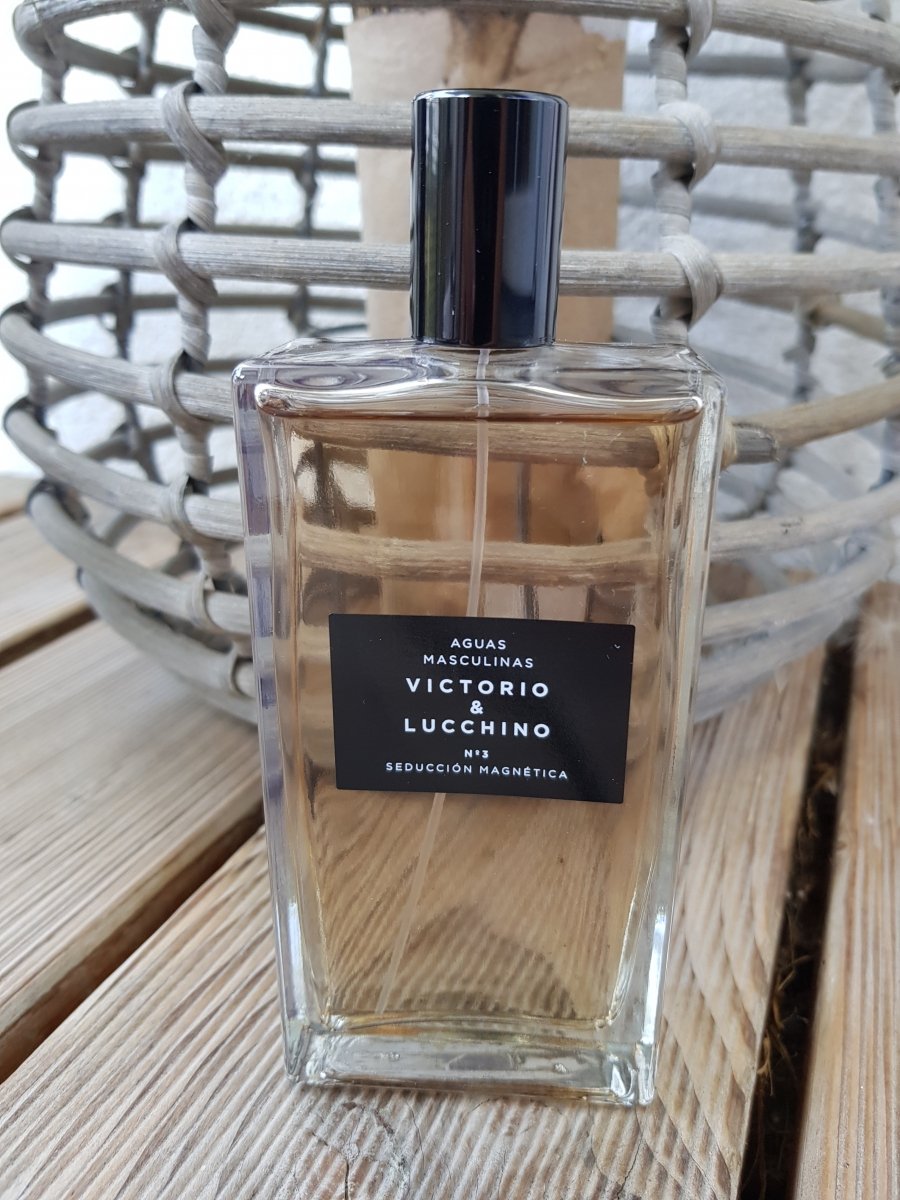 AGUAS
MASCULINAS
VICTORIO
&
LUCCHINO
Nº3
SEDUCCIÓN MAGNÉTICA